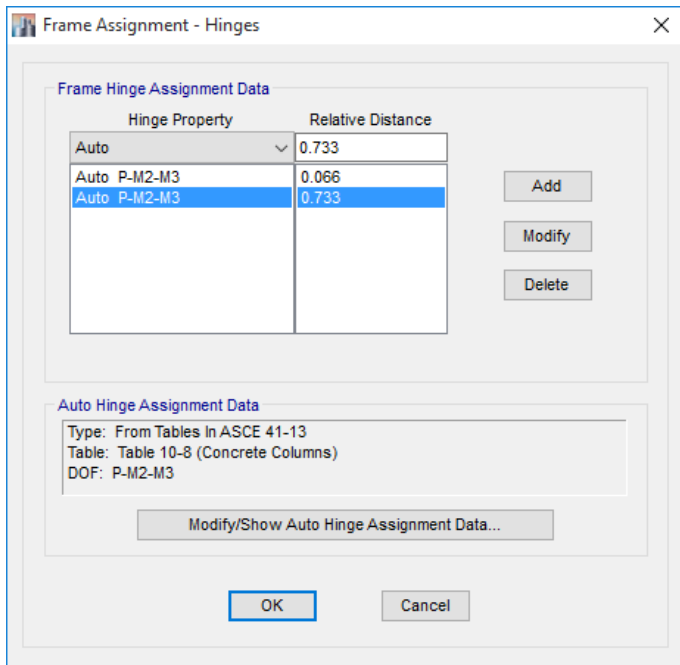 Frame Assignment - Hinges
Frame Hinge Assignment Data
Hinge Property Relative Distance
Auto 0.733
Auto P-M2-M3 0.066
Auto P-M2-M3 0.733
Add
Modify
Delete
Auto Hinge Assignment Data
Type: From Tables In ASCE 41-13
Table: Table 10-8 (Concrete Columns)
DOF: P-M2-M3
Modify/Show Auto Hinge Assignment Data...
OK Cancel